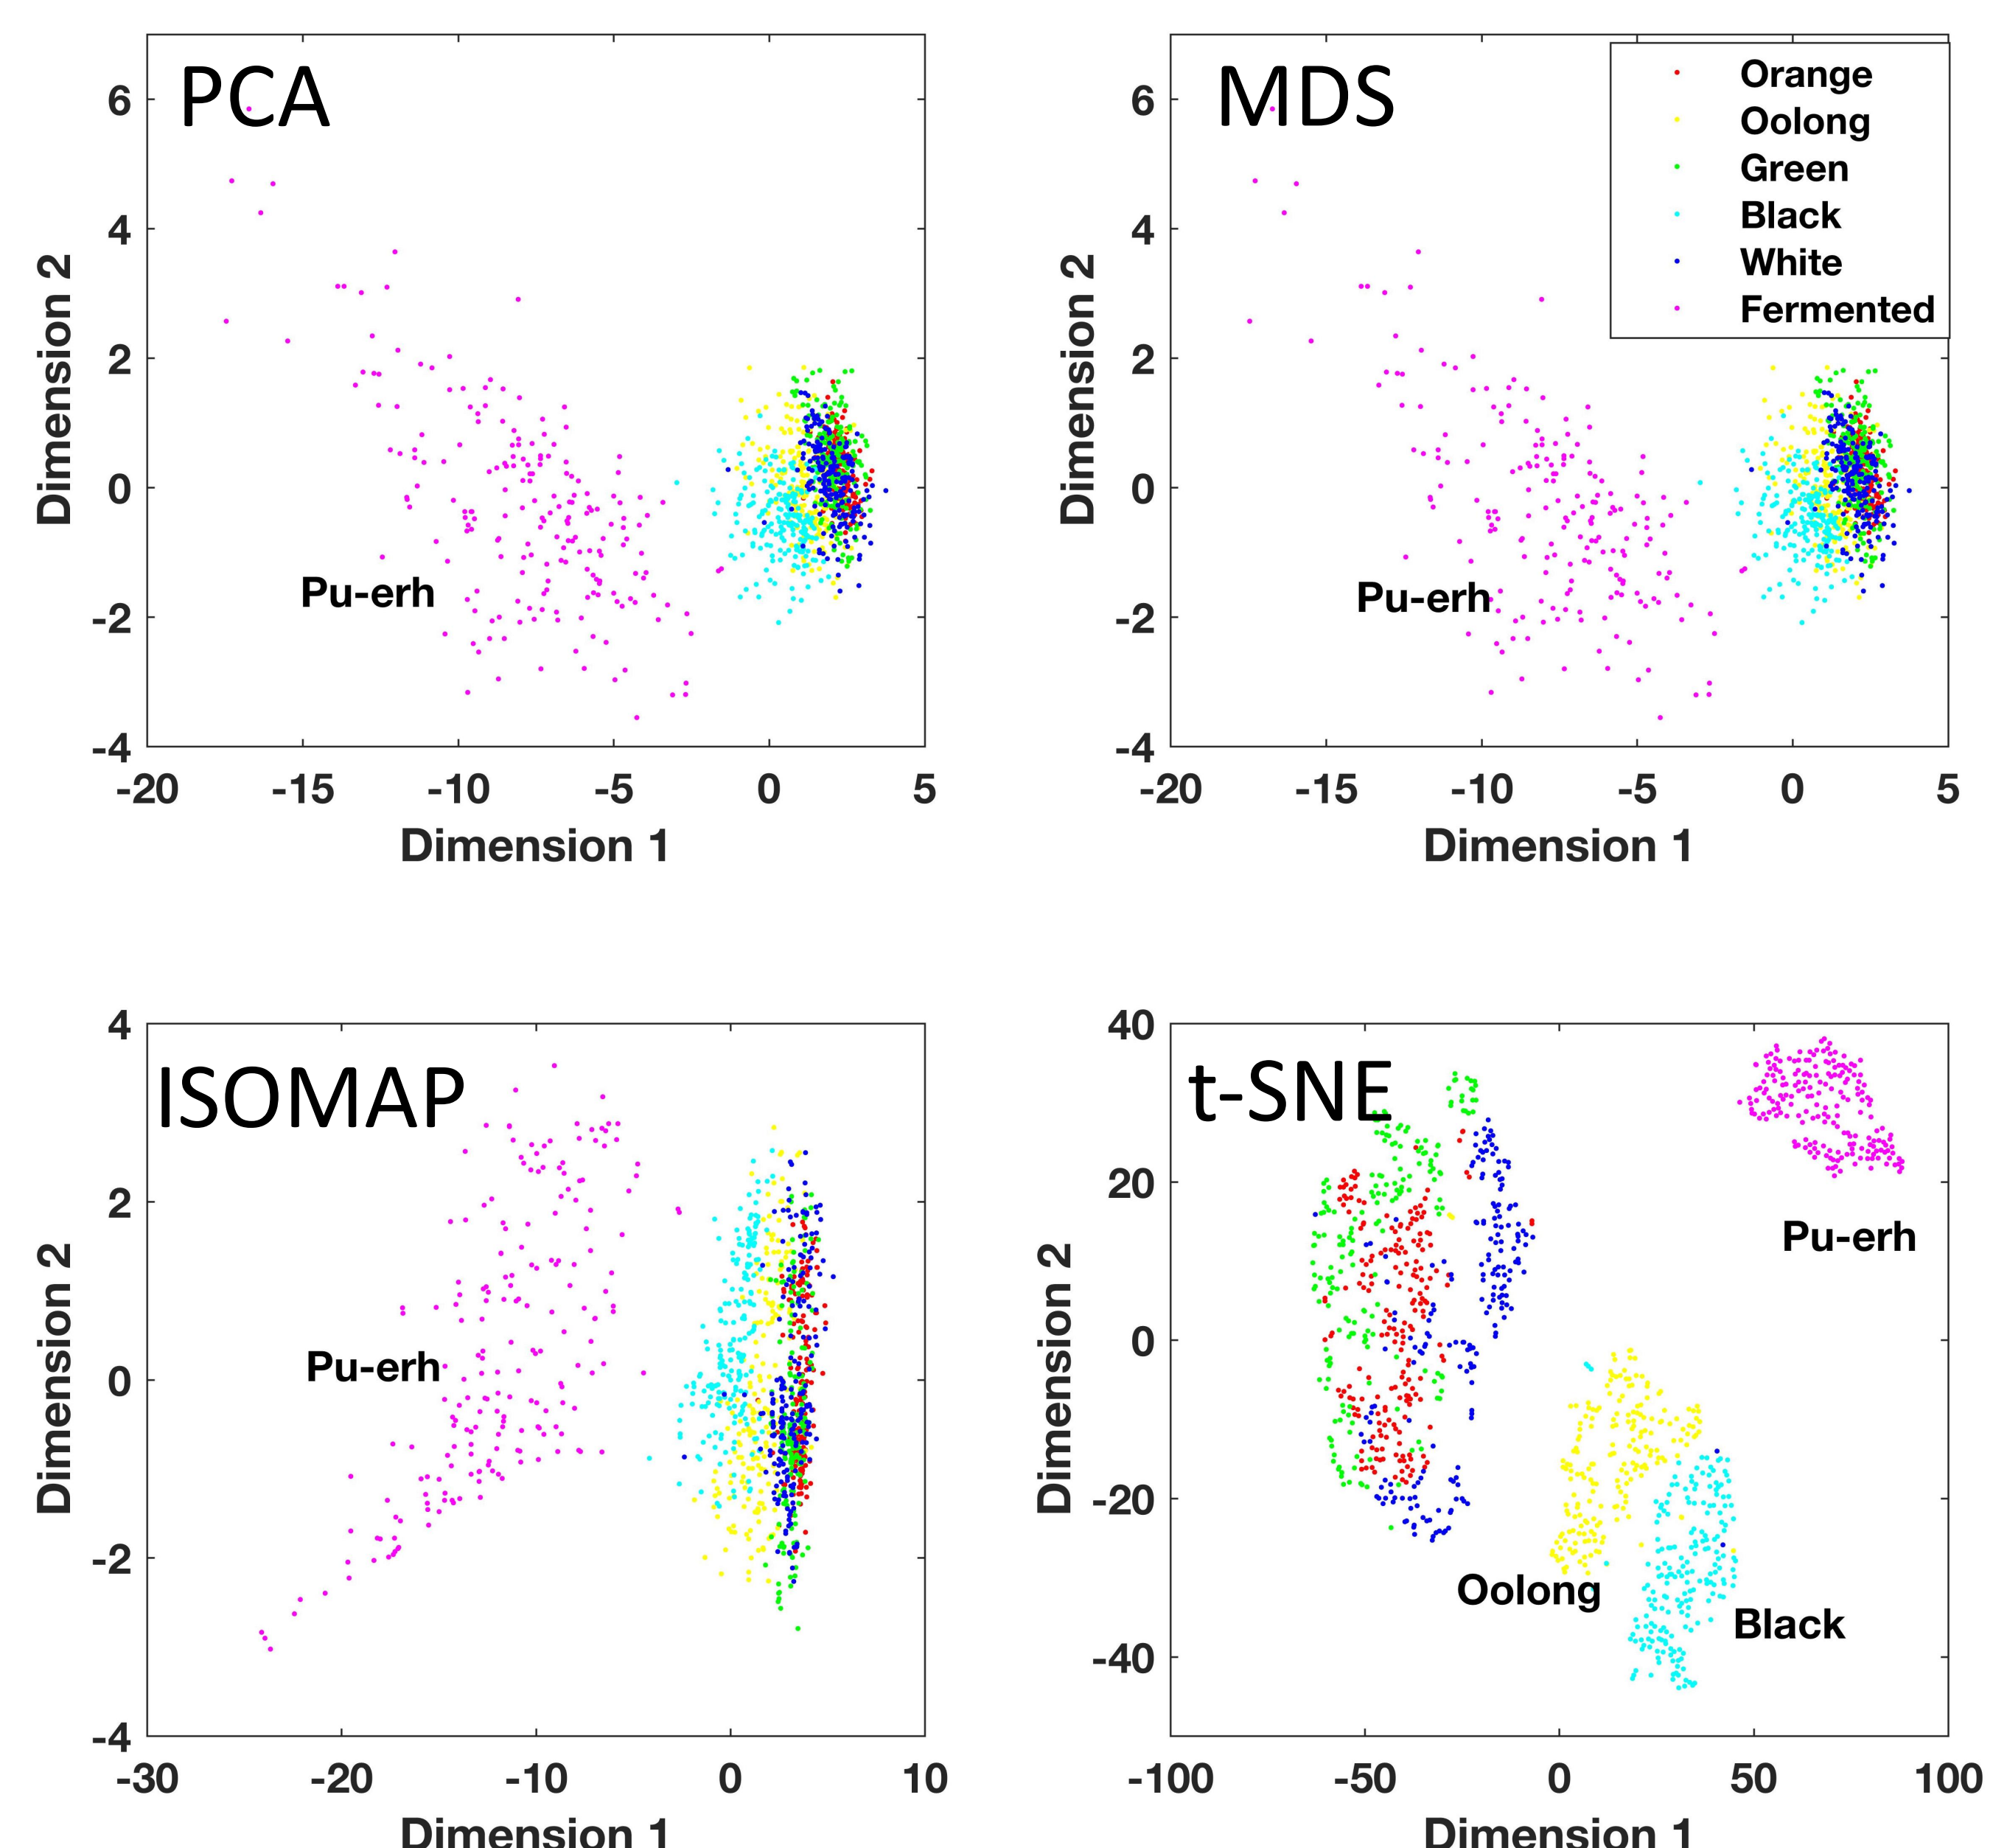 PCA
6
4
2
0
-2
-4
Dimension 2
Pu-erh
-20 -15 -10 -5 0 5
Dimension 1
MDS
Orange
Oolong
Green
Black
White
Fermented
6
4
2
0
-2
-4
Dimension 2
Pu-erh
-20 -15 -10 -5 0 5
Dimension 1
ISOMAP
4
2
0
-2
-4
Dimension 2
Pu-erh
-30 -20 -10 0 10
Dimension 1
t-SNE
40
20
0
-20
-40
Dimension 2
Pu-erh
Oolong
Black
-100 -50 0 50 100
Dimension 1